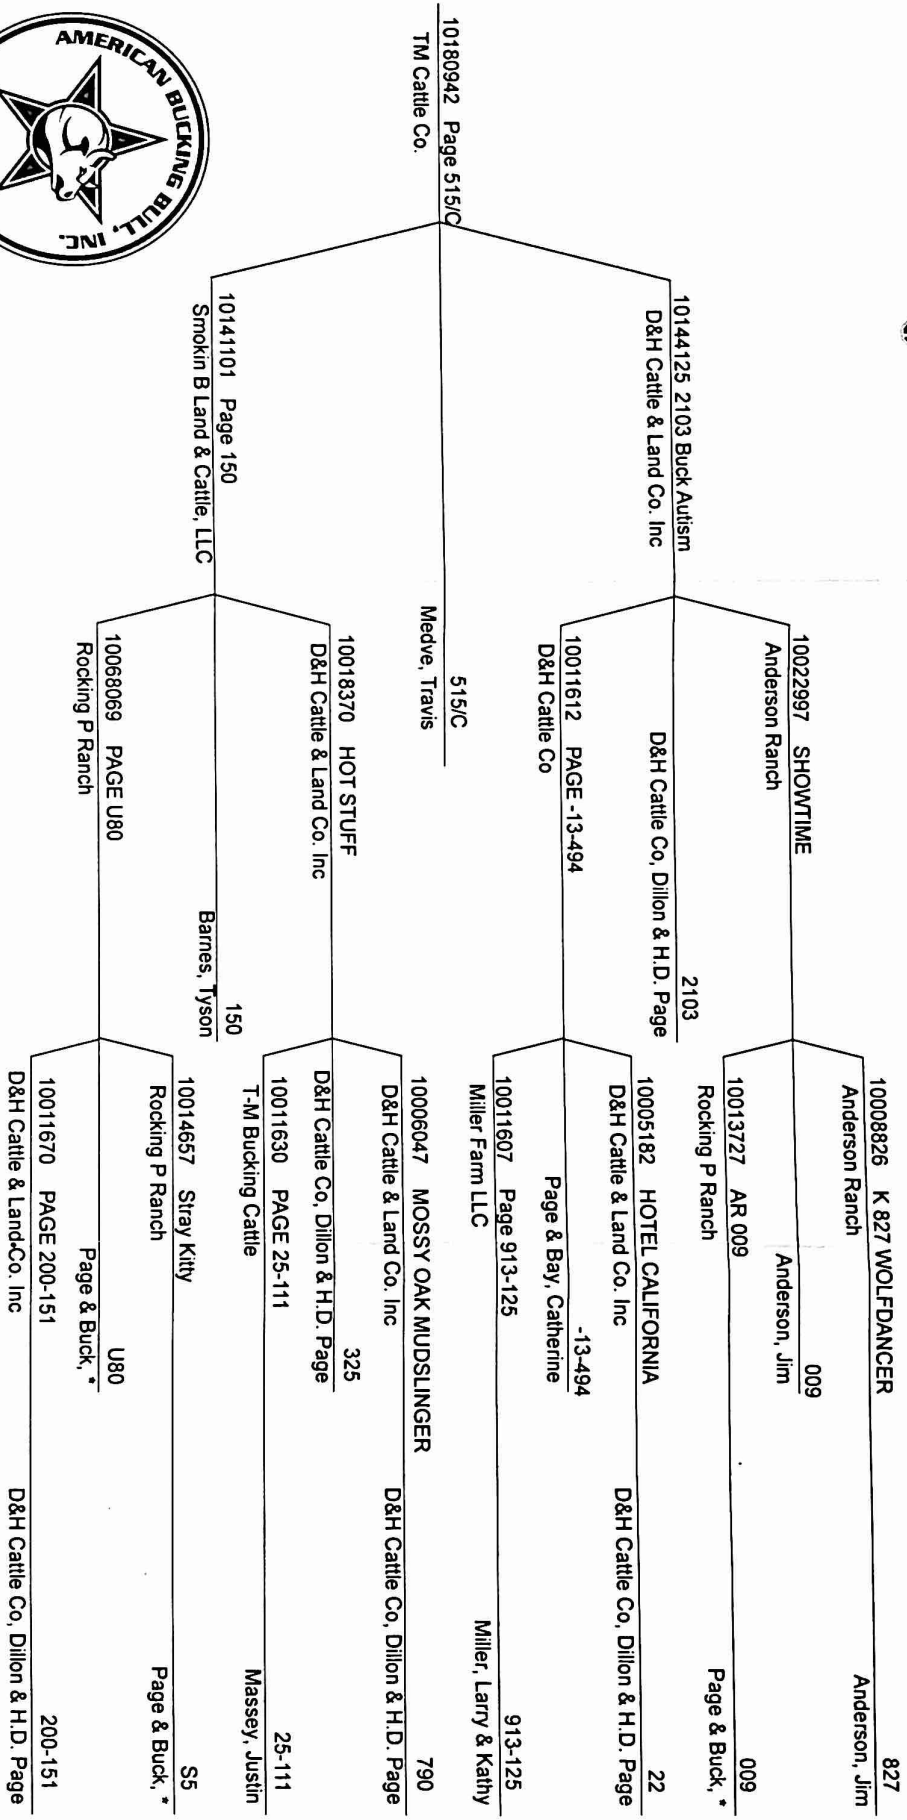 AMERICAN BUCKING BULL, INC.
10180942 Page 515/C
TM Cattle Co.
515/C
Medve, Travis
10144125 2103 Buck Autism
D&H Cattle & Land Co. Inc
2103
D&H Cattle Co, Dillon & H.D. Page
10141101 Page 150
Smokin B Land & Cattle, LLC
150
Barnes, Tyson
10022997 SHOWTIME
Anderson Ranch
009
Anderson, Jim
10011612 PAGE -13-494
D&H Cattle Co
-13-494
Page & Bay, Catherine
10018370 HOT STUFF
D&H Cattle & Land Co. Inc
325
D&H Cattle Co, Dillon & H.D. Page
10068069 PAGE U80
Rocking P Ranch
U80
Page & Buck, *
10008826 K 827 WOLFDANCER
Anderson Ranch
827
Anderson, Jim
10013727 AR 009
Rocking P Ranch
009
Page & Buck, *
10005182 HOTEL CALIFORNIA
D&H Cattle & Land Co. Inc
22
D&H Cattle Co, Dillon & H.D. Page
10011607 Page 913-125
Miller Farm LLC
913-125
Miller, Larry & Kathy
10006047 MOSSY OAK MUDSLINGER
D&H Cattle & Land Co. Inc
790
D&H Cattle Co, Dillon & H.D. Page
10011630 PAGE 25-111
T-M Bucking Cattle
25-111
Massey, Justin
10014657 Stray Kitty
Rocking P Ranch
S5
Page & Buck, *
10011670 PAGE 200-151
D&H Cattle & Land Co. Inc
200-151
D&H Cattle Co, Dillon & H.D. Page